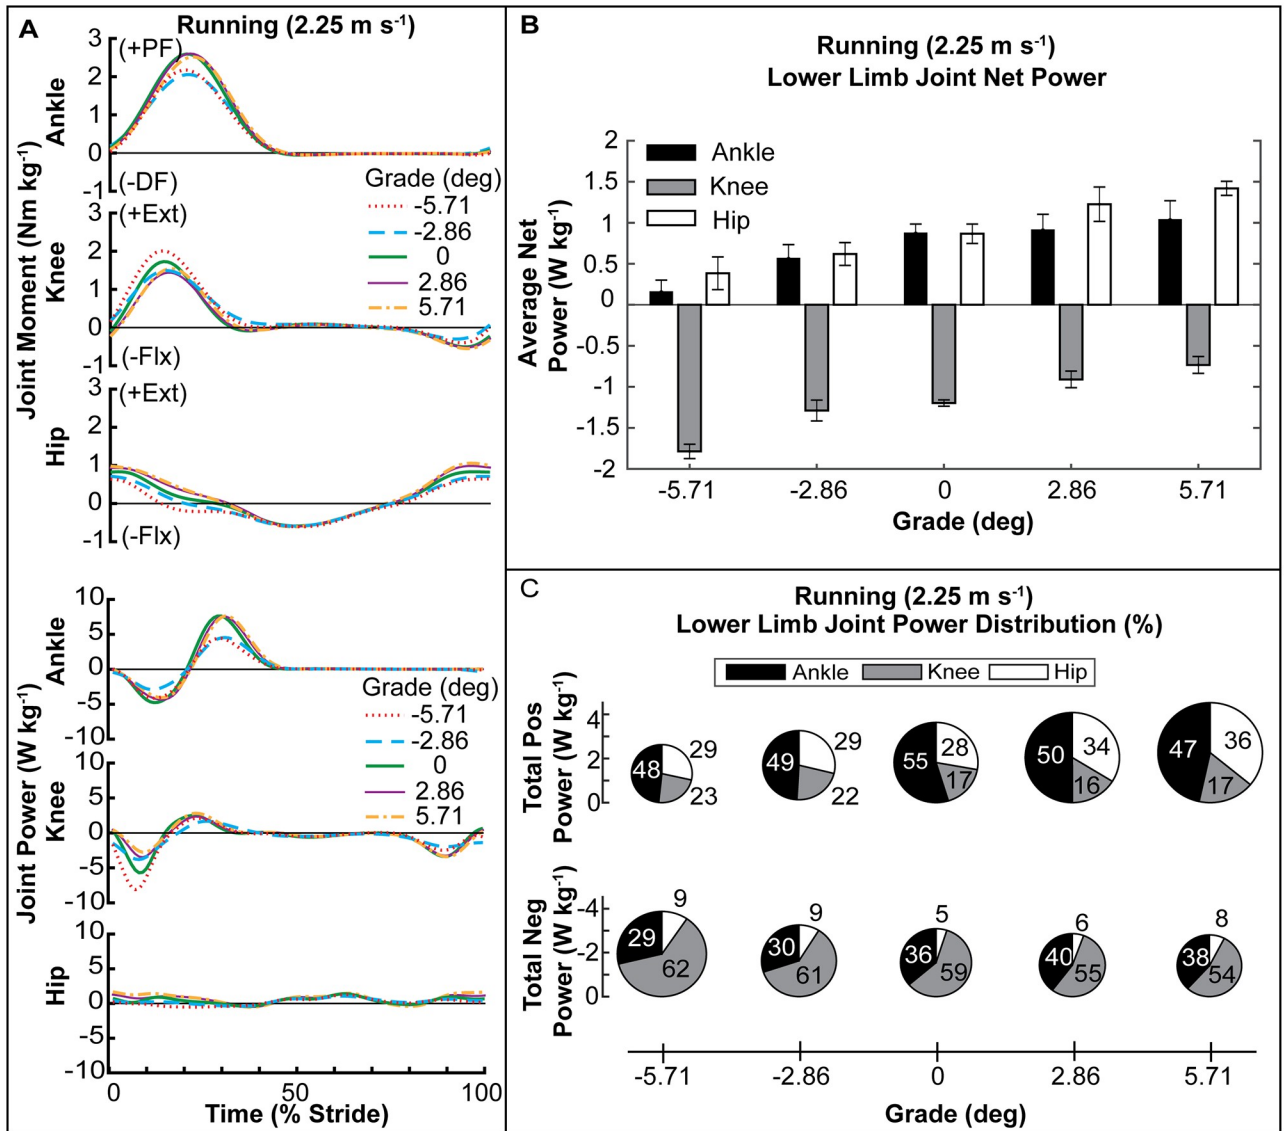 A
Running (2.25 m s-1)
Joint Moment (Nm kg-1)
Ankle
3
2
1
0
-1
(+PF)
(-DF)
Grade (deg)
-5.71
-2.86
0
2.86
5.71
Knee
3
2
1
0
-1
(+Ext)
(-Flx)
Hip
3
2
1
0
-1
(+Ext)
(-Flx)
Joint Power (W kg-1)
Ankle
10
5
0
-5
-10
Grade (deg)
-5.71
-2.86
0
2.86
5.71
Knee
10
5
0
-5
-10
Hip
10
5
0
-5
-10
0 50 100
Time (% Stride)
B
Running (2.25 m s-1)
Lower Limb Joint Net Power
Ankle
Knee
Hip
Average Net
Power (W kg-1)
2
1.5
1
0.5
0
-0.5
-1
-1.5
-2
-5.71 -2.86 0 2.86 5.71
Grade (deg)
C
Running (2.25 m s-1)
Lower Limb Joint Power Distribution (%)
Ankle Knee Hip
Total Pos
Power (W kg-1)
4
2
0
48 29 23
49 29 22
55 28 17
50 34 16
47 36 17
Total Neg
Power (W kg-1)
-4
-2
0
29 9 62
30 9 61
36 5 59
40 6 55
38 8 54
-5.71 -2.86 0 2.86 5.71
Grade (deg)